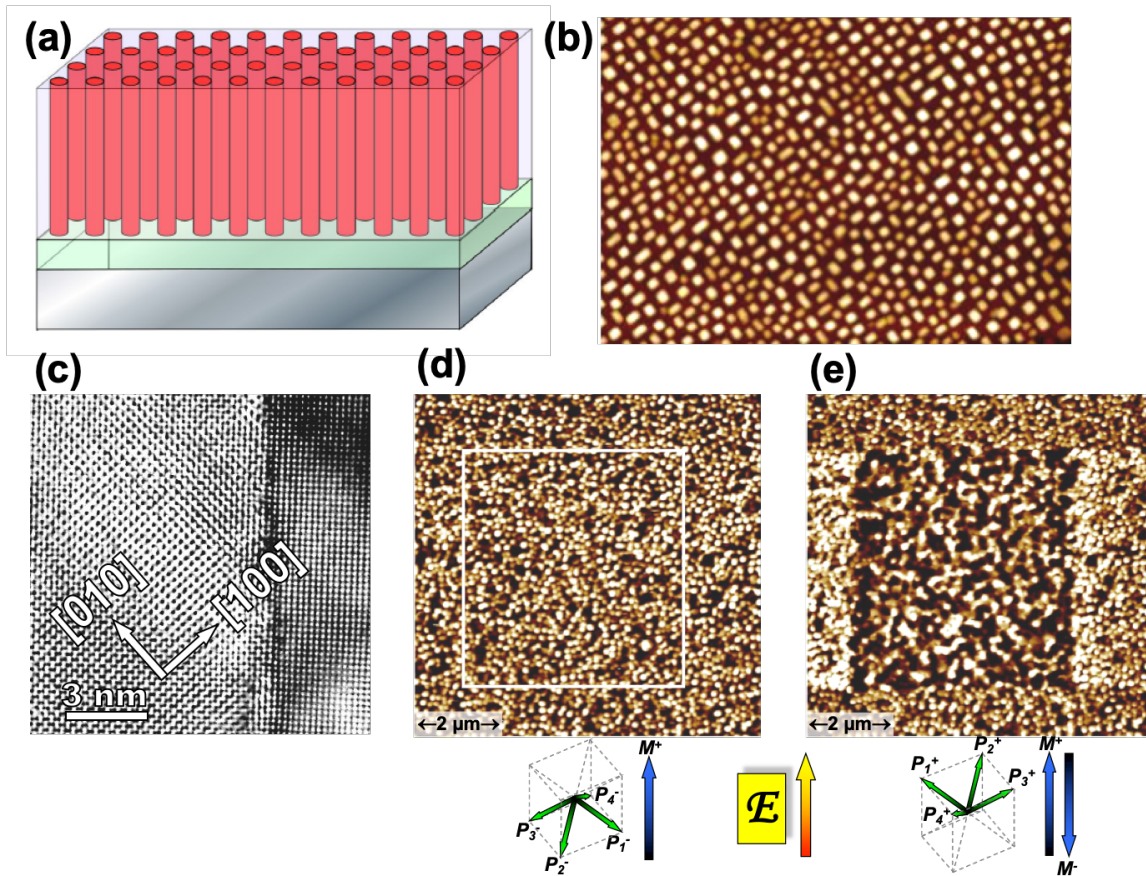 (a)
(b)
(c)
(d)
(e)
[010]
[100]
3 nm
←2 µm→
←2 µm→
P₁⁻
P₂⁻
P₃⁻
P₄⁻
M⁺
ℰ
P₁⁺
P₂⁺
P₃⁺
P₄⁺
M⁺
M⁻